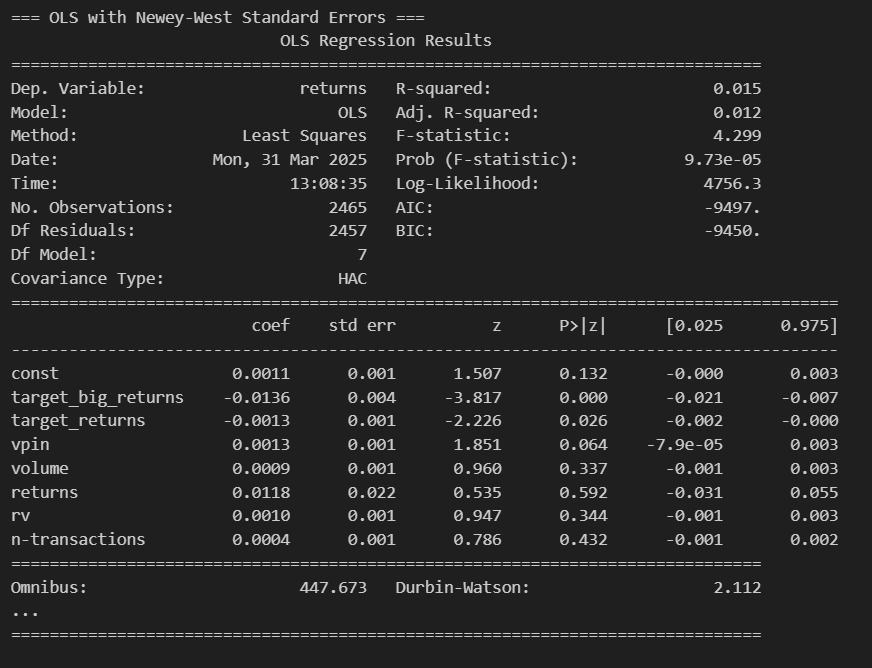 === OLS with Newey-West Standard Errors ===
                            OLS Regression Results
==============================================================================
Dep. Variable:                returns   R-squared:                       0.015
Model:                            OLS   Adj. R-squared:                  0.012
Method:                 Least Squares   F-statistic:                     4.299
Date:                Mon, 31 Mar 2025   Prob (F-statistic):           9.73e-05
Time:                        13:08:35   Log-Likelihood:                 4756.3
No. Observations:                2465   AIC:                            -9497.
Df Residuals:                    2457   BIC:                            -9450.
Df Model:                           7
Covariance Type:                  HAC
======================================================================================
                         coef    std err          z      P>|z|      [0.025      0.975]
--------------------------------------------------------------------------------------
const                  0.0011      0.001      1.507      0.132      -0.000       0.003
target_big_returns    -0.0136      0.004     -3.817      0.000      -0.021      -0.007
target_returns        -0.0013      0.001     -2.226      0.026      -0.002      -0.000
vpin                   0.0013      0.001      1.851      0.064    -7.9e-05       0.003
volume                 0.0009      0.001      0.960      0.337      -0.001       0.003
returns                0.0118      0.022      0.535      0.592      -0.031       0.055
rv                     0.0010      0.001      0.947      0.344      -0.001       0.003
n-transactions         0.0004      0.001      0.786      0.432      -0.001       0.002
==============================================================================
Omnibus:                      447.673   Durbin-Watson:                   2.112
...
==============================================================================